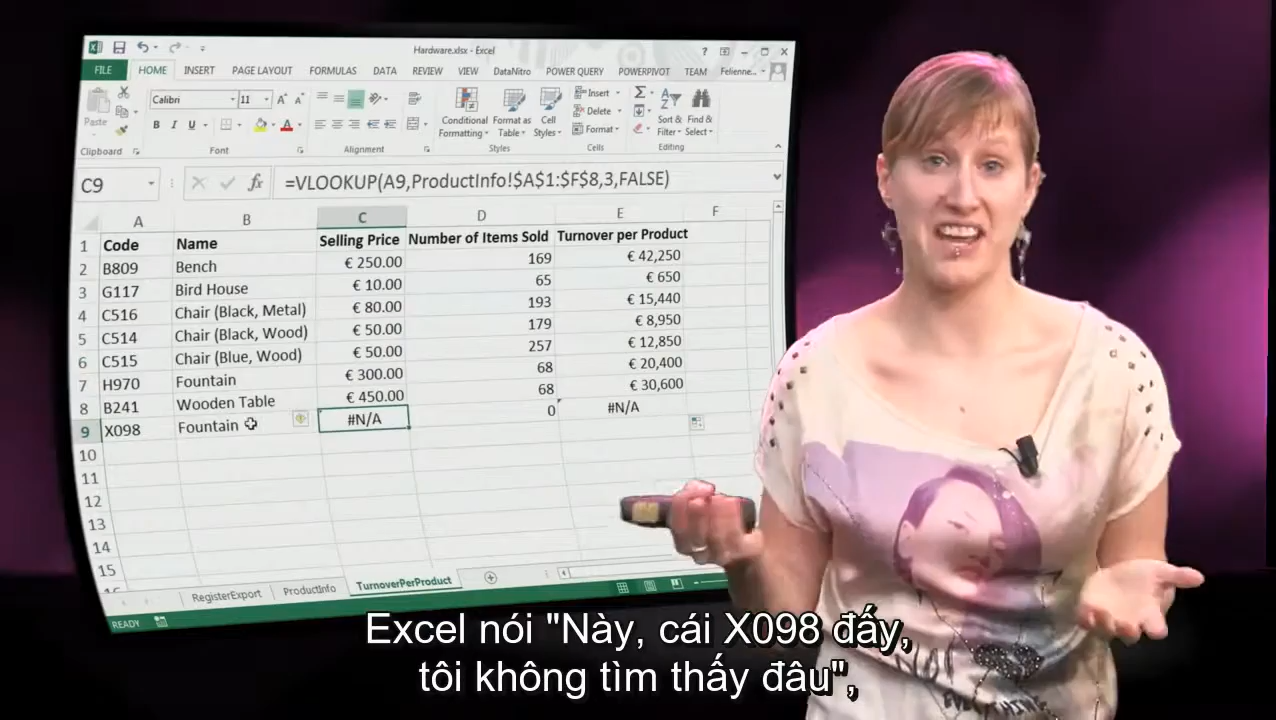 Hardware.xlsx - Excel
FILE HOME INSERT PAGE LAYOUT FORMULAS DATA REVIEW VIEW DataNitro POWER QUERY POWERPIVOT TEAM Felienne...
Calibri 11
Paste
B I U
Conditional Formatting
Format as Table
Cell Styles
Insert
Delete
Format
Sort & Filter
Find & Select
Clipboard Font Alignment Styles Cells Editing
C9 fx =VLOOKUP(A9,ProductInfo!$A$1:$F$8,3,FALSE)
A B C D E F
1 Code Name Selling Price Number of Items Sold Turnover per Product
2 B809 Bench € 250.00 169 € 42,250
3 G117 Bird House € 10.00 65 € 650
4 C516 Chair (Black, Metal) € 80.00 193 € 15,440
5 C514 Chair (Black, Wood) € 50.00 179 € 8,950
6 C515 Chair (Blue, Wood) € 50.00 257 € 12,850
7 H970 Fountain € 300.00 68 € 20,400
8 B241 Wooden Table € 450.00 68 € 30,600
9 X098 Fountain #N/A 0 #N/A
10
11
12
13
14
15
RegisterExport ProductInfo TurnoverPerProduct
READY
Excel nói "Này, cái X098 đấy,
tôi không tìm thấy đâu",